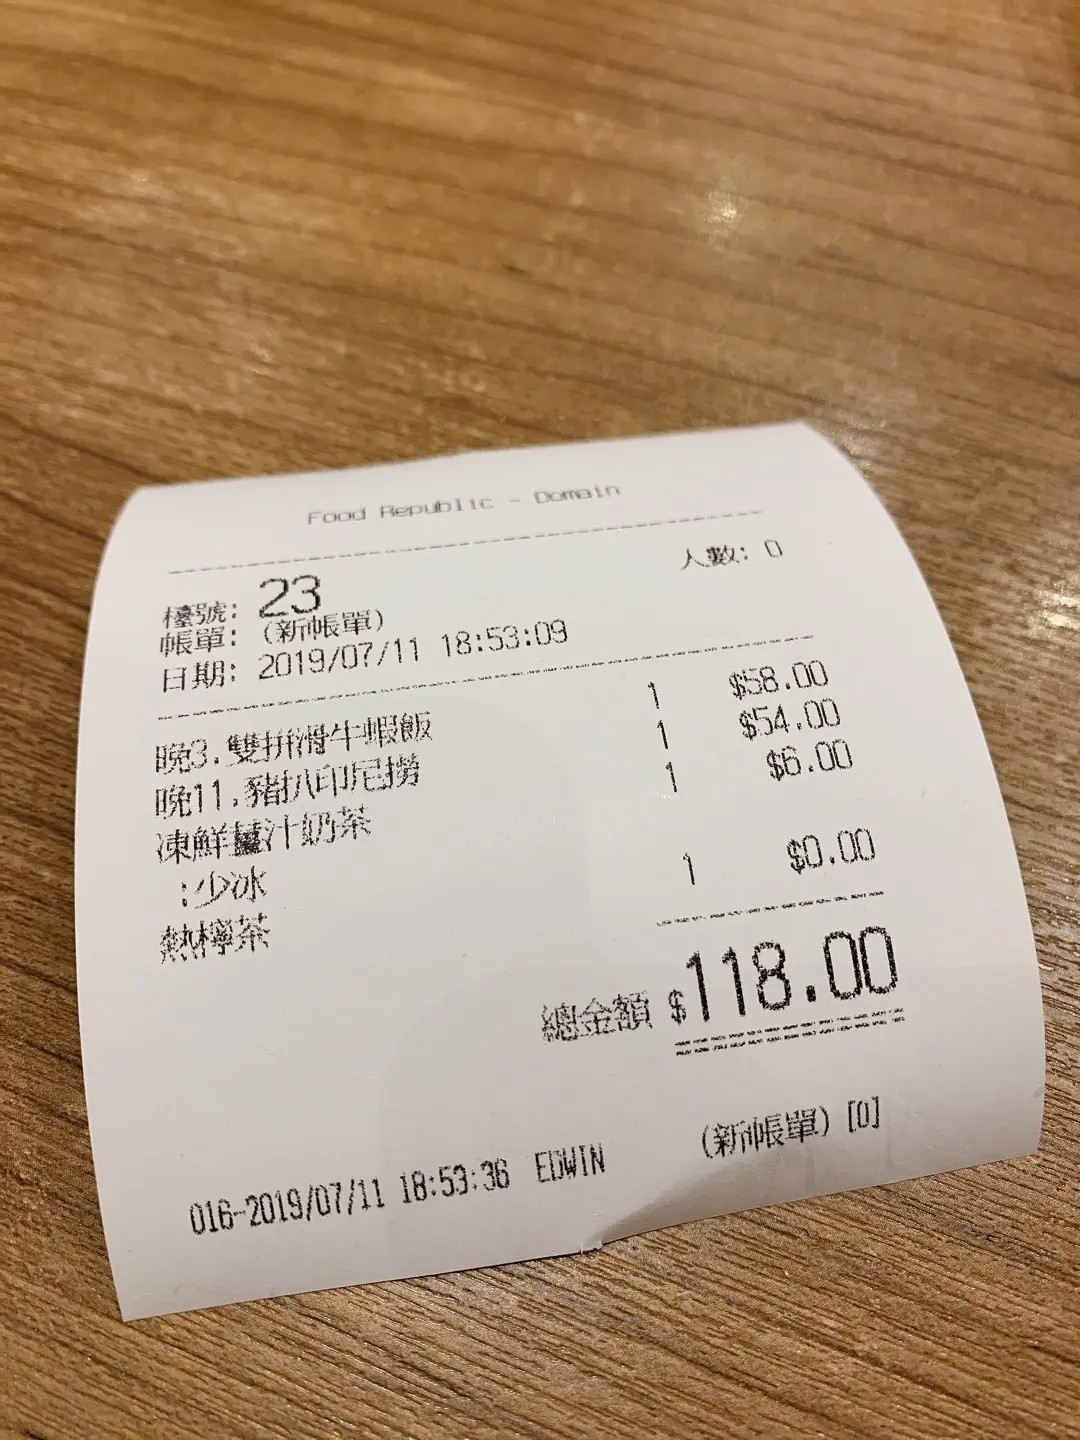 Food Republic - Domain
檯號: 23 人數: 0
帳單: (新帳單)
日期: 2019/07/11 18:53:09
晚3.雙拼滑牛蝦飯 1 $58.00
晚11.豬扒印尼撈 1 $54.00
凍鮮薑汁奶茶 1 $6.00
:少冰
熱檸茶 1 $0.00
總金額 $118.00
(新帳單) [0]
016-2019/07/11 18:53:36 EDWIN